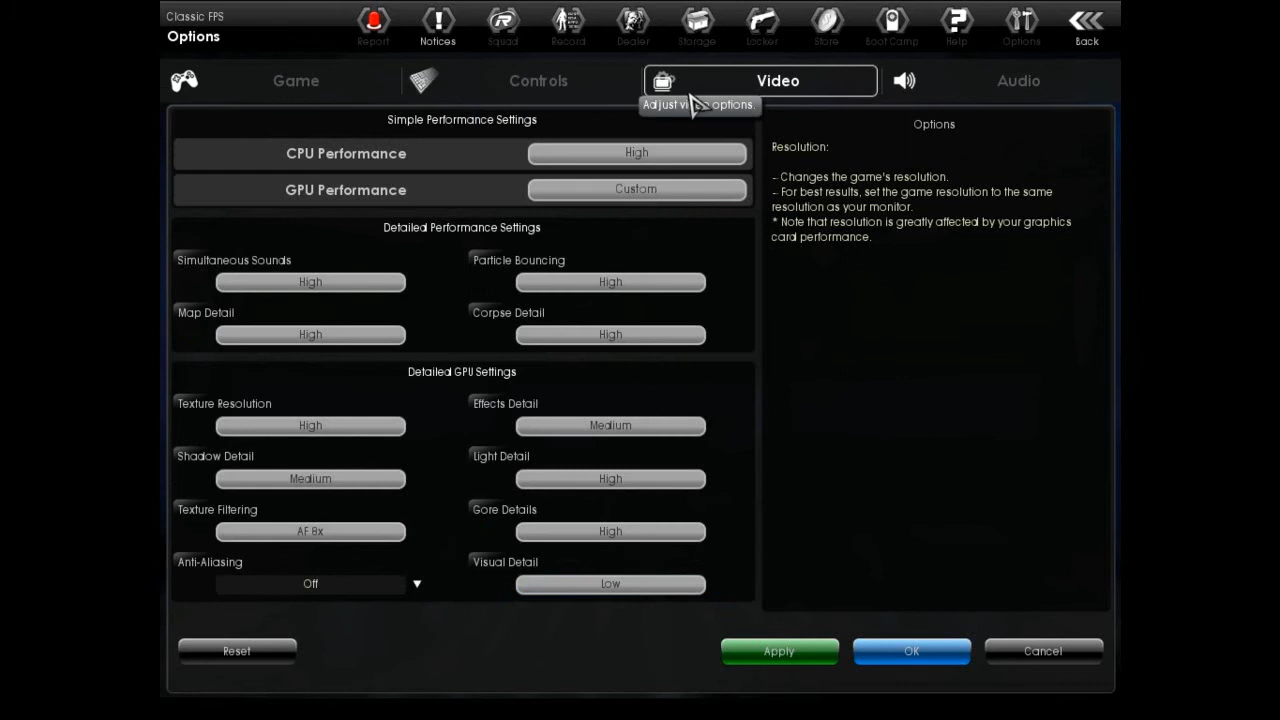 Classic FPS
Options
Report
Notices
Squad
Record
Dealer
Storage
Locker
Store
Boot Camp
Help
Options
Back
Game
Controls
Video
Audio
Adjust vi   options.
Simple Performance Settings
CPU Performance
High
GPU Performance
Custom
Detailed Performance Settings
Simultaneous Sounds
Particle Bouncing
High
High
Map Detail
Corpse Detail
High
High
Detailed GPU Settings
Texture Resolution
Effects Detail
High
Medium
Shadow Detail
Light Detail
Medium
High
Texture Filtering
Gore Details
AF 8x
High
Anti-Aliasing
Visual Detail
Off
Low
Options
Resolution:
-- Changes the game's resolution.
-- For best results, set the game resolution to the same
resolution as your monitor.
* Note that resolution is greatly affected by your graphics
card performance.
Reset
Apply
OK
Cancel